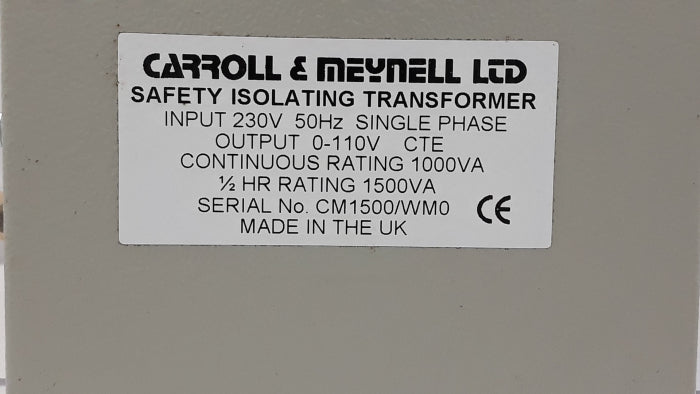 CARROLL & MEYNELL LTD
SAFETY ISOLATING TRANSFORMER
INPUT 230V 50Hz SINGLE PHASE
OUTPUT 0-110V CTE
CONTINUOUS RATING 1000VA
½ HR RATING 1500VA
SERIAL No. CM1500/WM0
MADE IN THE UK
CE